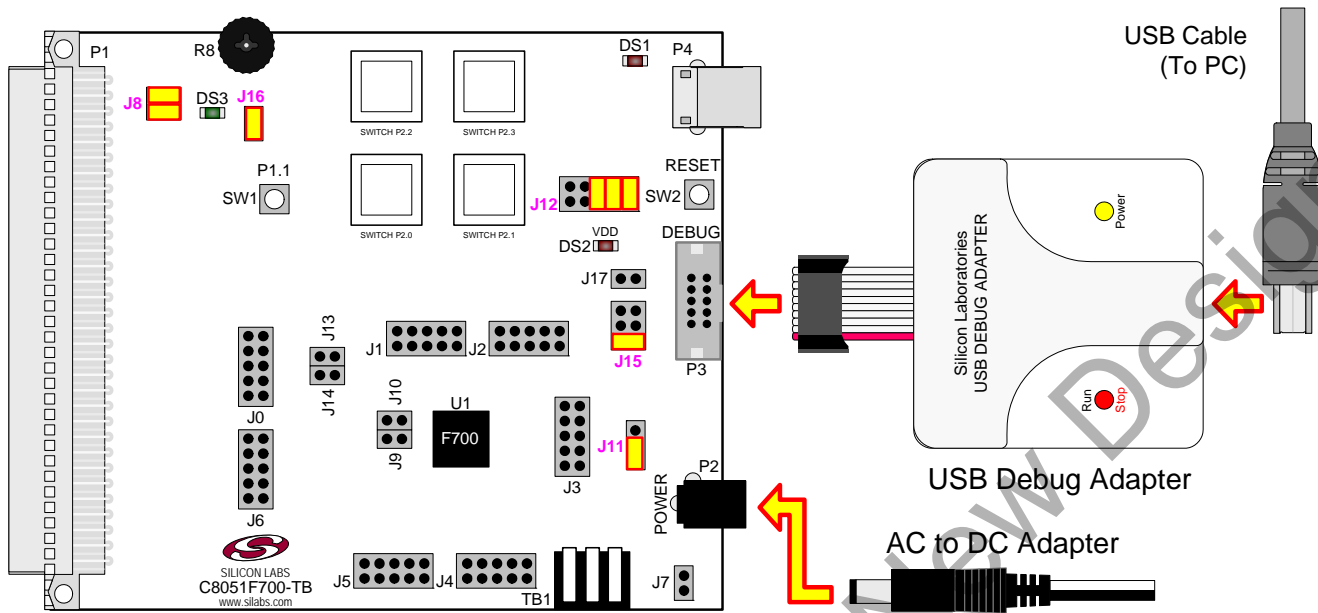 P1
R8
DS1
P4
USB Cable
(To PC)
J8
DS3
J16
SWITCH P2.2
SWITCH P2.3
P1.1
SW1
RESET
J12
SW2
SWITCH P2.0
SWITCH P2.1
VDD
DS2
DEBUG
J17
J15
P3
J13
J14
J1
J2
J0
J10
J9
U1
F700
J3
J11
J6
P2
POWER
SILICON LABS
C8051F700-TB
www.silabs.com
J5
J4
TB1
J7
Silicon Laboratories
USB DEBUG ADAPTER
Power
Run
Stop
USB Debug Adapter
AC to DC Adapter
New Design